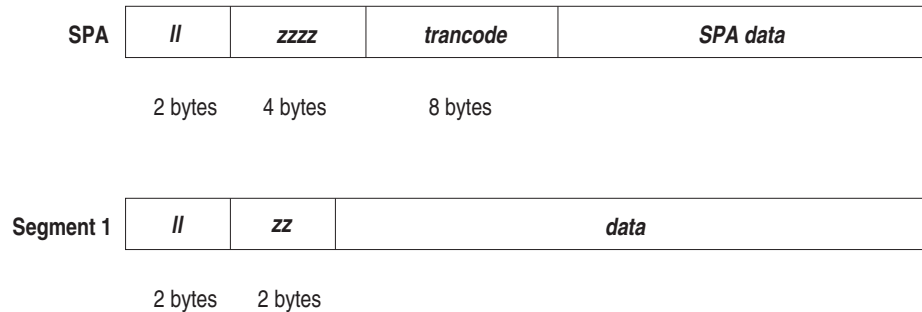 SPA ll zzzz trancode SPA data
2 bytes 4 bytes 8 bytes
Segment 1 ll zz data
2 bytes 2 bytes